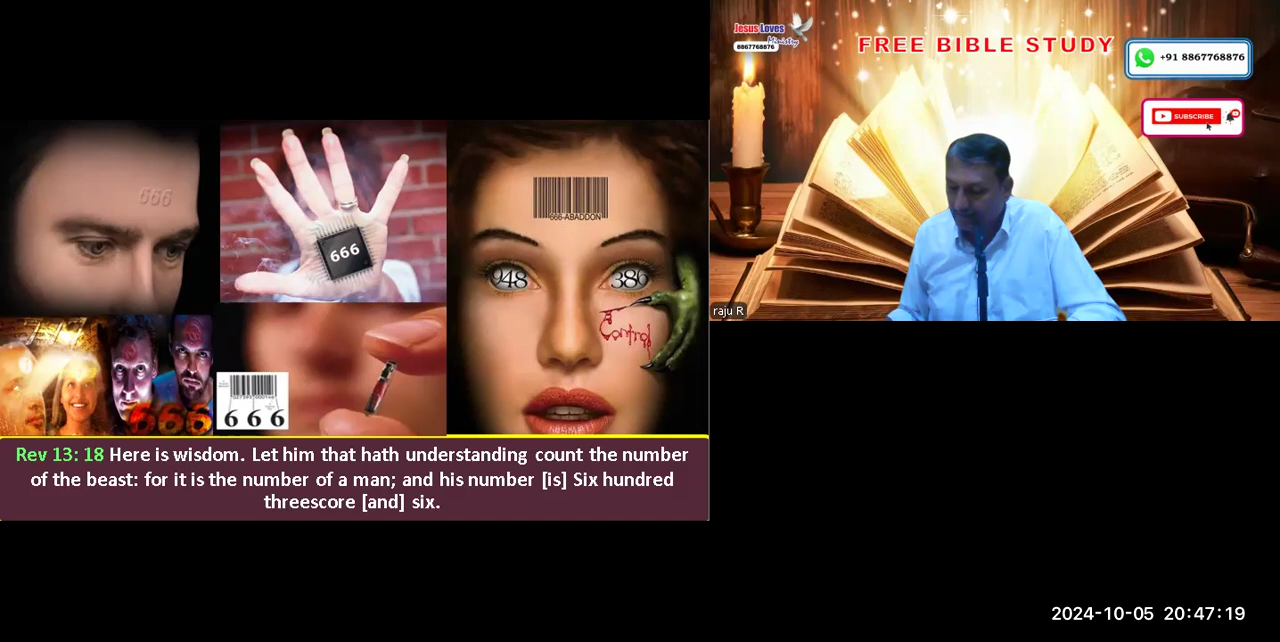 666
666
666
666
666-ABADDON
948
386
Control
Rev 13: 18 Here is wisdom. Let him that hath understanding count the number
of the beast: for it is the number of a man; and his number [is] Six hundred
threescore [and] six.
Jesus Loves
Ministry
8867768876
FREE BIBLE STUDY
+91 8867768876
SUBSCRIBE
raju R
2024-10-05 20:47:19